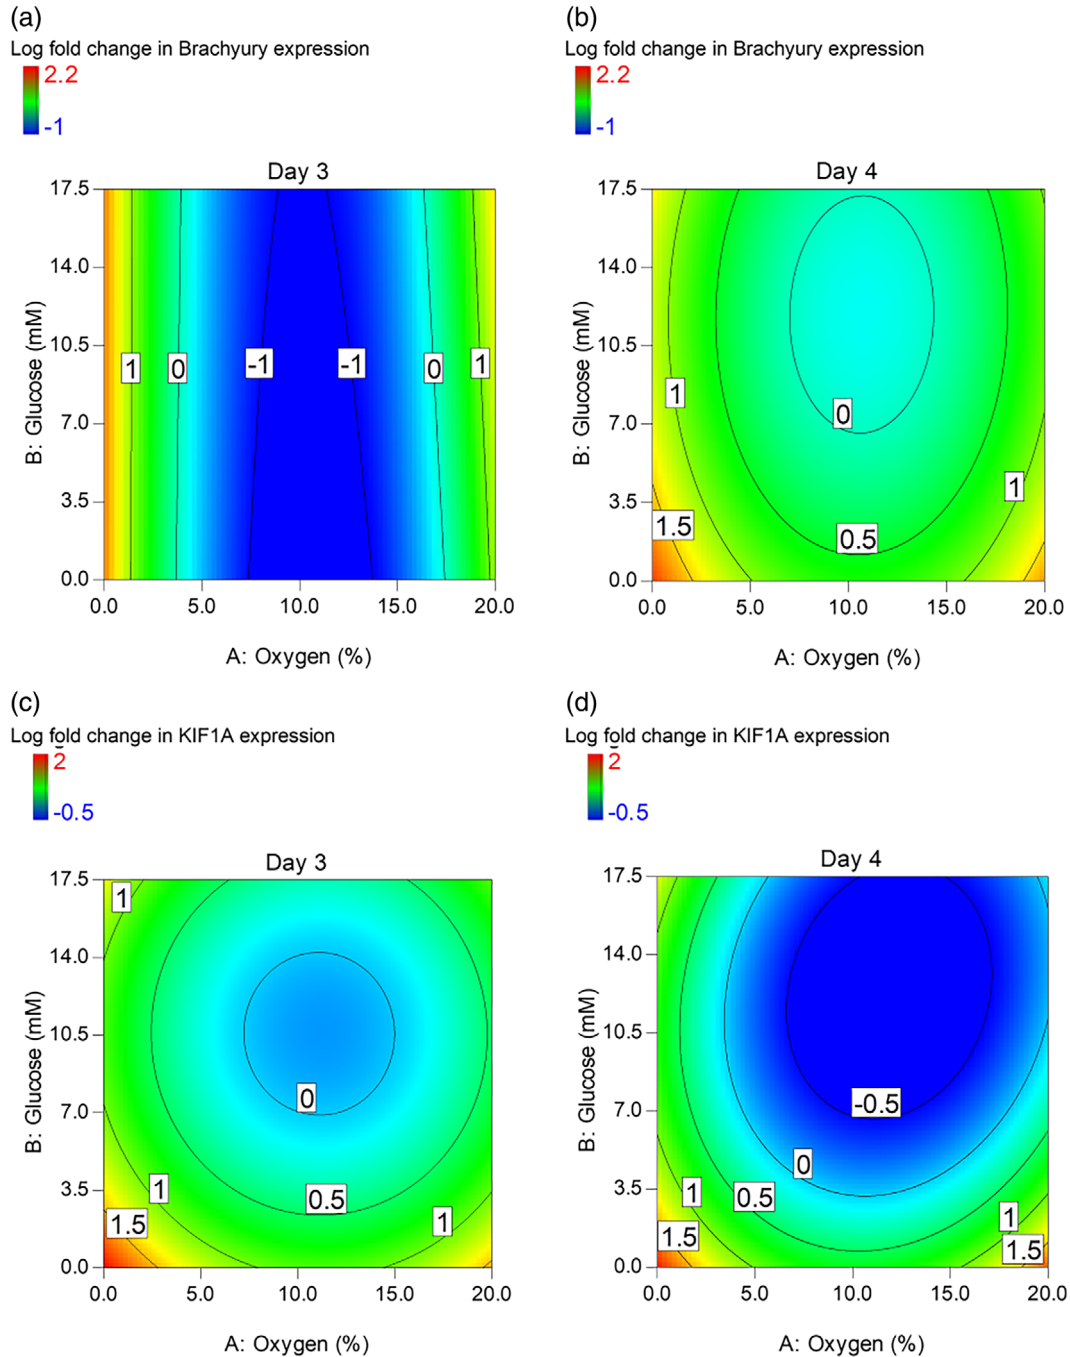 (a)
Log fold change in Brachyury expression
2.2
-1
Day 3
17.5
14.0
10.5
7.0
3.5
0.0
B: Glucose (mM)
1 0 -1 -1 0 1
0.0 5.0 10.0 15.0 20.0
A: Oxygen (%)
(b)
Log fold change in Brachyury expression
2.2
-1
Day 4
17.5
14.0
10.5
7.0
3.5
0.0
B: Glucose (mM)
1
0
1
1.5
0.5
0.0 5.0 10.0 15.0 20.0
A: Oxygen (%)
(c)
Log fold change in KIF1A expression
2
-0.5
Day 3
17.5
14.0
10.5
7.0
3.5
0.0
B: Glucose (mM)
1
0
1
0.5
1
1.5
0.0 5.0 10.0 15.0 20.0
A: Oxygen (%)
(d)
Log fold change in KIF1A expression
2
-0.5
Day 4
17.5
14.0
10.5
7.0
3.5
0.0
B: Glucose (mM)
-0.5
0
1
0.5
1
1.5
1.5
0.0 5.0 10.0 15.0 20.0
A: Oxygen (%)